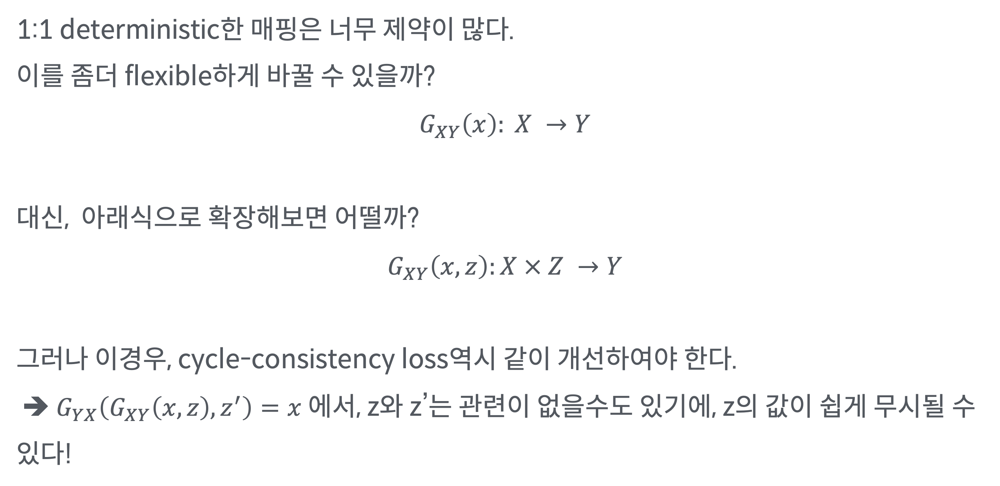 1:1 deterministic한 매핑은 너무 제약이 많다.
이를 좀더 flexible하게 바꿀 수 있을까?
G_{XY}(x): X → Y
대신, 아래식으로 확장해보면 어떨까?
G_{XY}(x, z): X × Z → Y
그러나 이경우, cycle-consistency loss역시 같이 개선하여야 한다.
➔ G_{YX}(G_{XY}(x, z), z′) = x 에서, z와 z’는 관련이 없을수도 있기에, z의 값이 쉽게 무시될 수
있다!